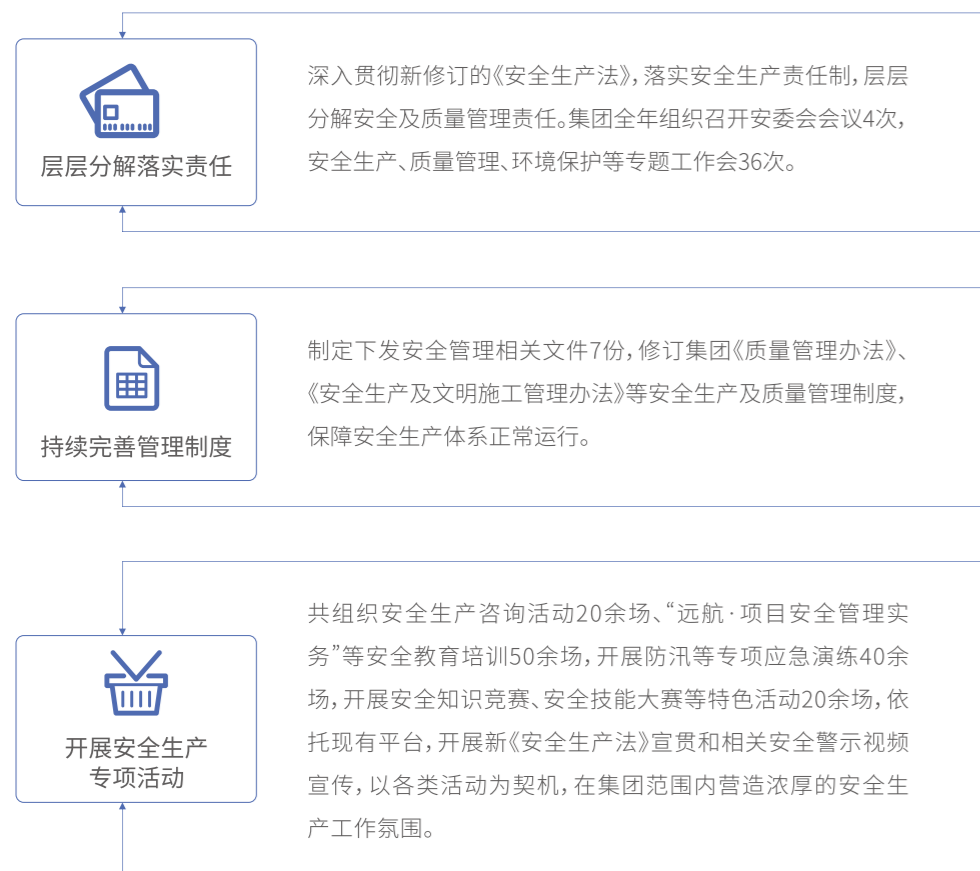 层层分解落实责任
深入贯彻新修订的《安全生产法》，落实安全生产责任制，层层
分解安全及质量管理责任。集团全年组织召开安委会会议4次，
安全生产、质量管理、环境保护等专题工作会36次。
持续完善管理制度
制定下发安全管理相关文件7份，修订集团《质量管理办法》、
《安全生产及文明施工管理办法》等安全生产及质量管理制度，
保障安全生产体系正常运行。
开展安全生产
专项活动
共组织安全生产咨询活动20余场、“远航·项目安全管理实
务”等安全教育培训50余场，开展防汛等专项应急演练40余
场，开展安全知识竞赛、安全技能大赛等特色活动20余场，依
托现有平台，开展新《安全生产法》宣贯和相关安全警示视频
宣传，以各类活动为契机，在集团范围内营造浓厚的安全生
产工作氛围。